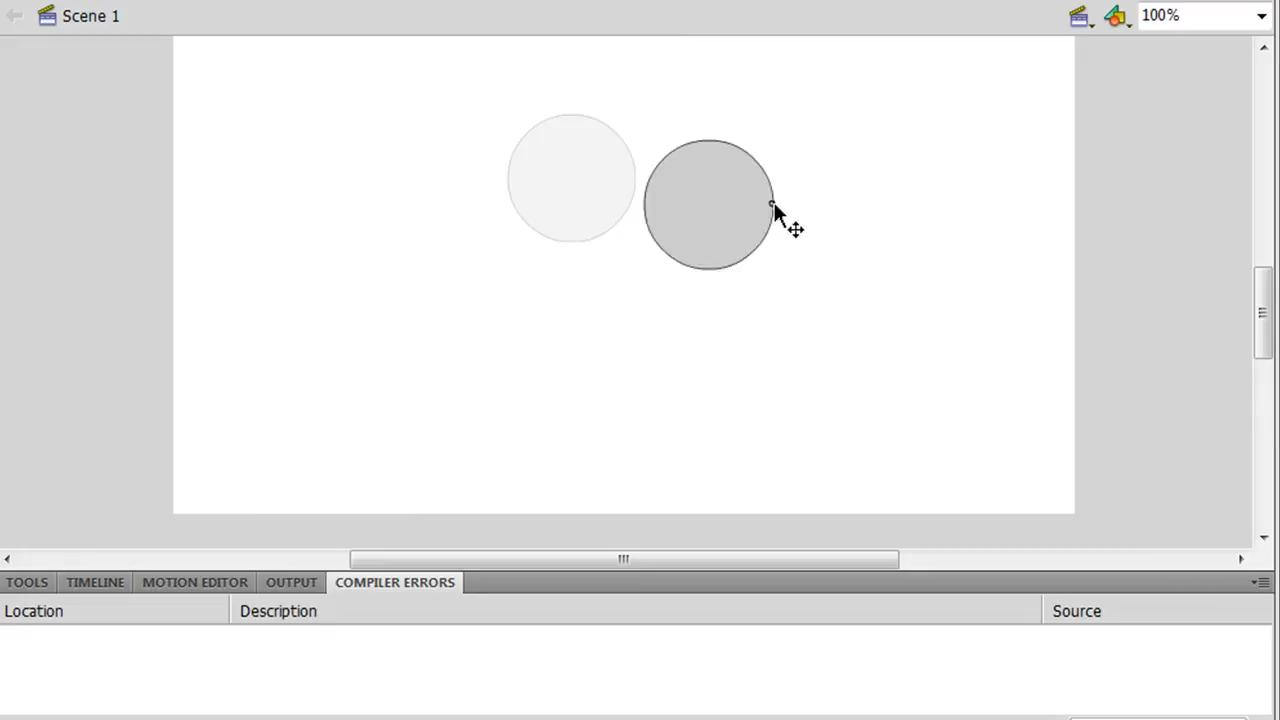 Scene 1
100%
TOOLS
TIMELINE
MOTION EDITOR
OUTPUT
COMPILER ERRORS
Location
Description
Source